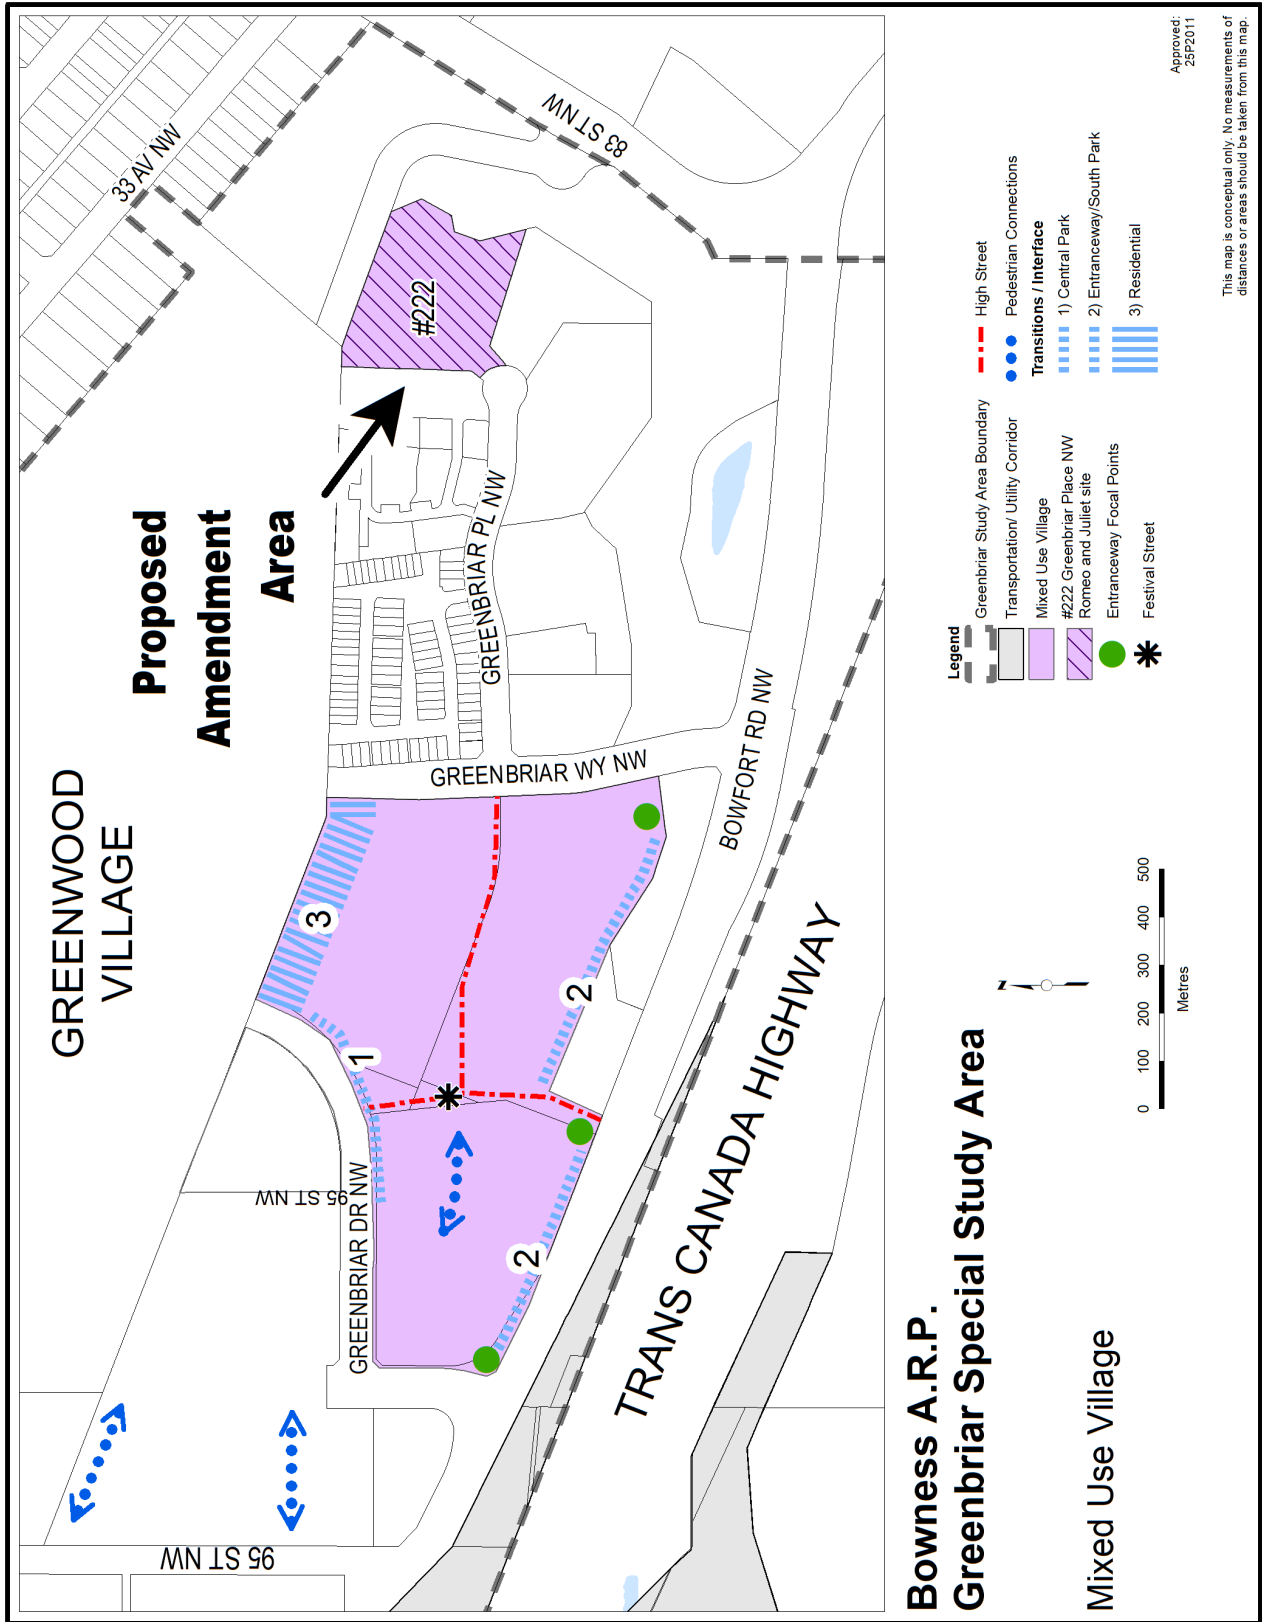 33 AV NW
83 ST NW
Proposed
Amendment
Area
#222
GREENWOOD
VILLAGE
GREENBRIAR PL NW
GREENBRIAR WY NW
BOWFORT RD NW
3
1
2
2
95 ST NW
GREENBRIAR DR NW
TRANS CANADA HIGHWAY
95 ST NW
Bowness A.R.P.
Greenbriar Special Study Area
Mixed Use Village
N
0 100 200 300 400 500
Metres
Legend
Greenbriar Study Area Boundary
Transportation/ Utility Corridor
Mixed Use Village
#222 Greenbriar Place NW
Romeo and Juliet site
Entranceway Focal Points
Festival Street
High Street
Pedestrian Connections
Transitions / Interface
1) Central Park
2) Entranceway/South Park
3) Residential
Approved:
25P2011
This map is conceptual only. No measurements of
distances or areas should be taken from this map.